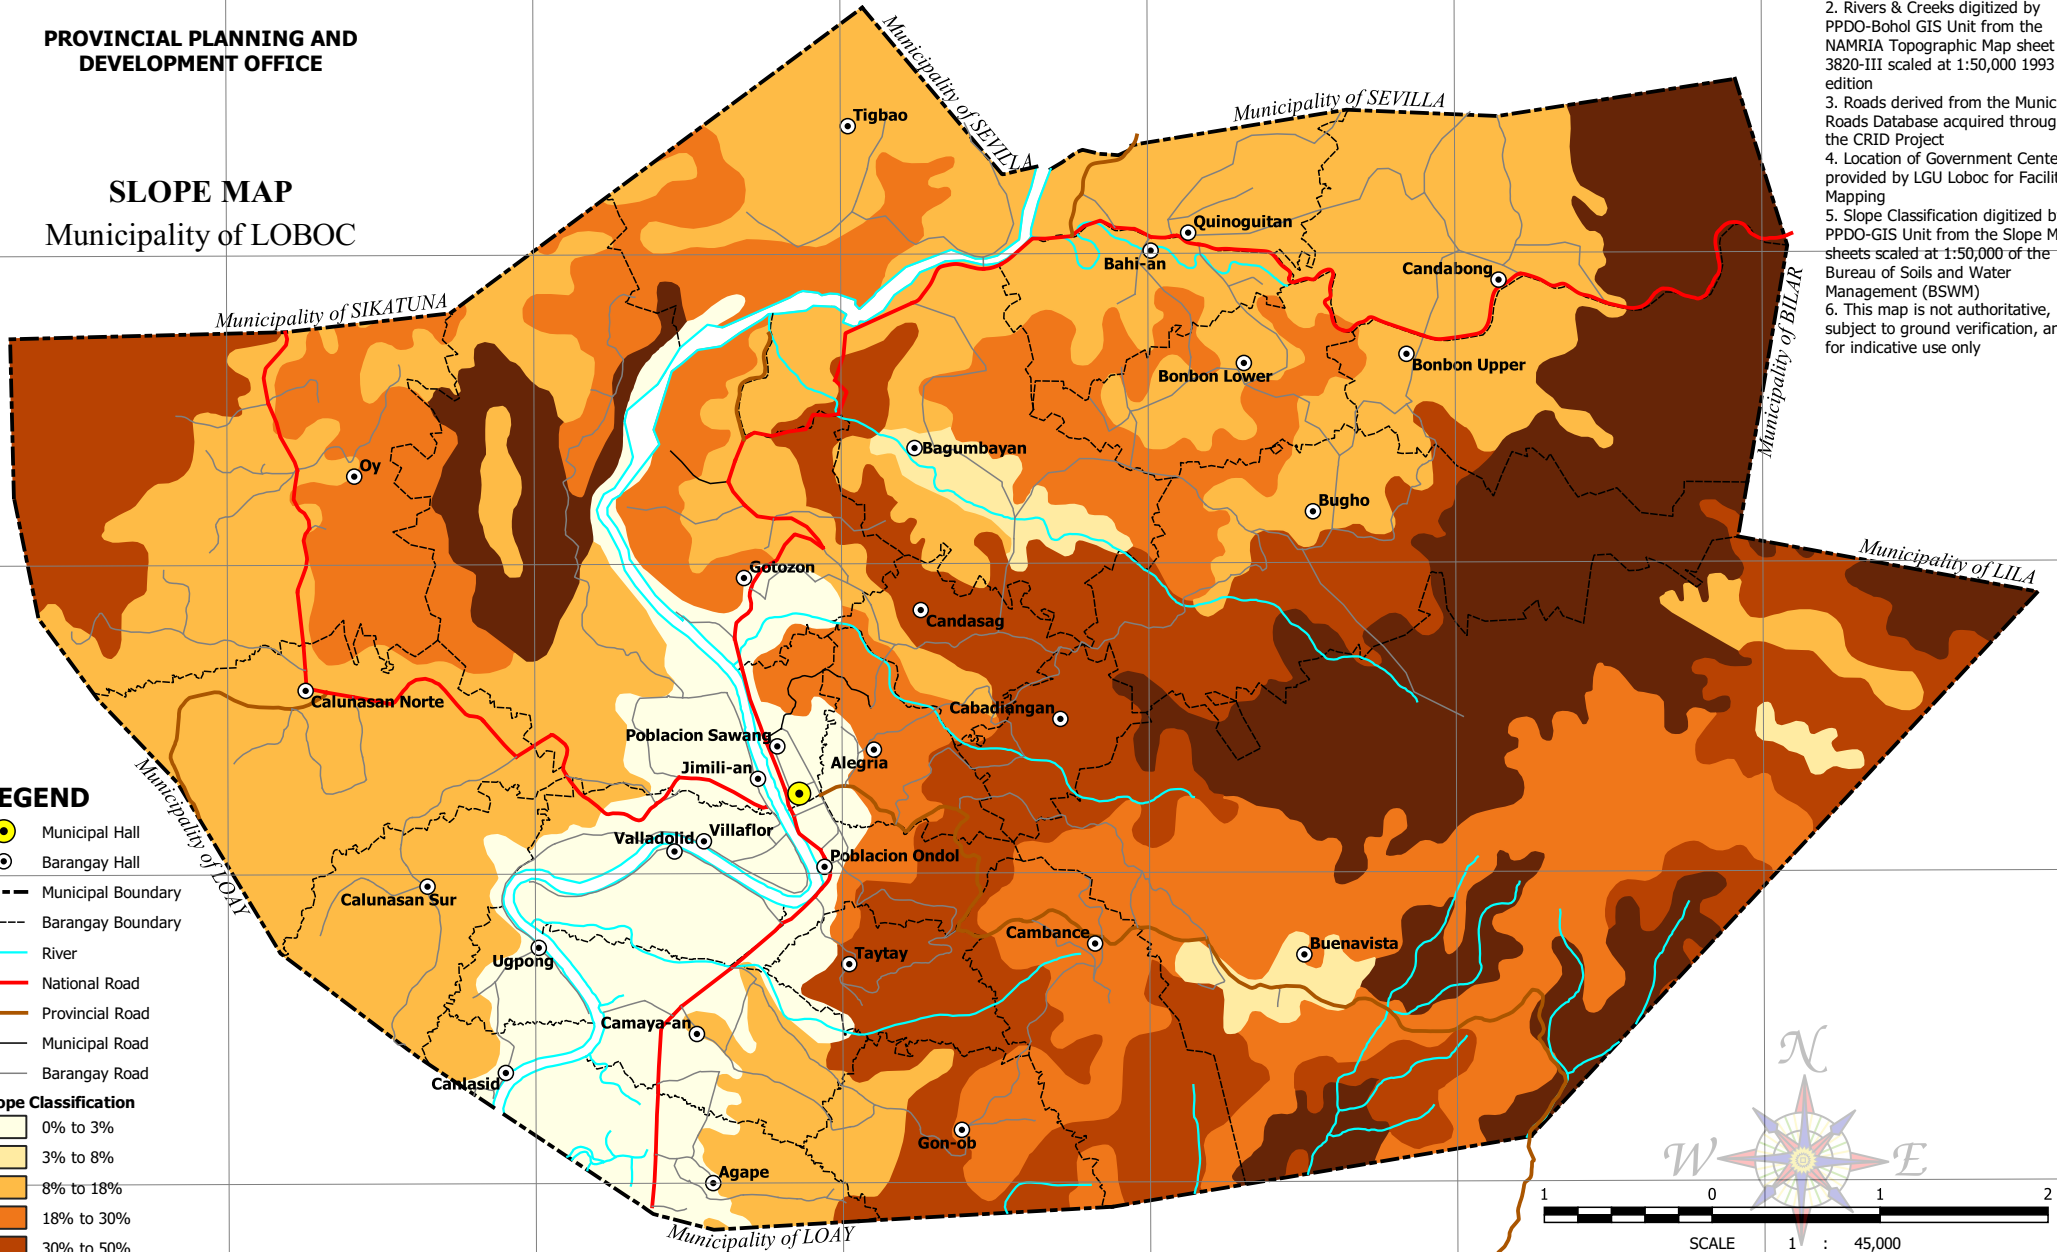 PROVINCIAL PLANNING AND
DEVELOPMENT OFFICE
SLOPE MAP
Municipality of LOBOC
2. Rivers & Creeks digitized by
PPDO-Bohol GIS Unit from the
NAMRIA Topographic Map sheet
3820-III scaled at 1:50,000 1993
edition
3. Roads derived from the Munic
Roads Database acquired throug
the CRID Project
4. Location of Government Cente
provided by LGU Loboc for Facilit
Mapping
5. Slope Classification digitized b
PPDO-GIS Unit from the Slope M
sheets scaled at 1:50,000 of the
Bureau of Soils and Water
Management (BSWM)
6. This map is not authoritative,
subject to ground verification, an
for indicative use only
Municipality of SEVILLA
Municipality of SEVILLA
Municipality of SIKATUNA
Municipality of BILAR
Municipality of LILA
Municipality of LOAY
Municipality of LOAY
Tigbao
Quinoguitan
Bahi-an
Candabong
Bonbon Lower
Bonbon Upper
Bagumbayan
Oy
Bugho
Gotozon
Candasag
Calunasan Norte
Cabadiangan
Poblacion Sawang
Alegria
Jimili-an
Villaflor
Valladolid
Poblacion Ondol
Calunasan Sur
Cambance
Buenavista
Ugpong
Taytay
Camaya-an
Canlasid
Gon-ob
Agape
EGEND
Municipal Hall
Barangay Hall
Municipal Boundary
Barangay Boundary
River
National Road
Provincial Road
Municipal Road
Barangay Road
ope Classification
0% to 3%
3% to 8%
8% to 18%
18% to 30%
30% to 50%
N
W
E
1 0 1 2
SCALE 1 : 45,000